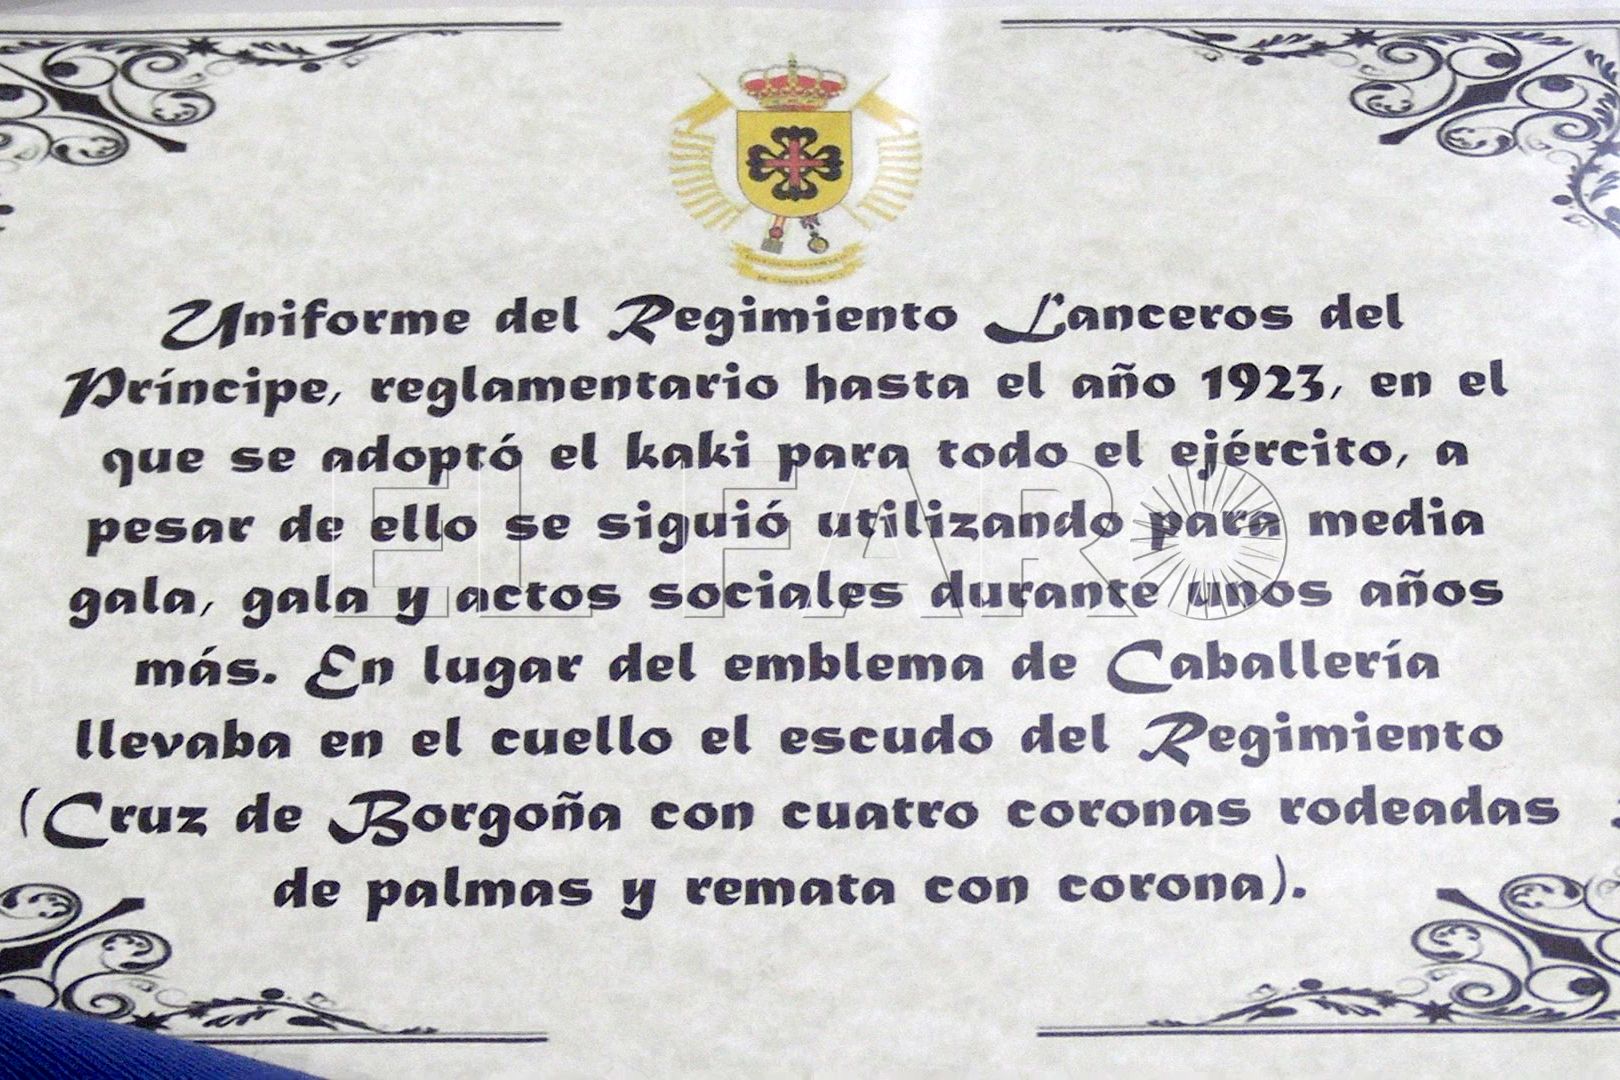 Uniforme del Regimiento Lanceros del
Príncipe, reglamentario hasta el año 1923, en el
que se adoptó el kaki para todo el ejército, a
pesar de ello se siguió utilizando para media
gala, gala y actos sociales durante unos años
más. En lugar del emblema de Caballería
llevaba en el cuello el escudo del Regimiento
(Cruz de Borgoña con cuatro coronas rodeadas
de palmas y remata con corona).
EL FARO